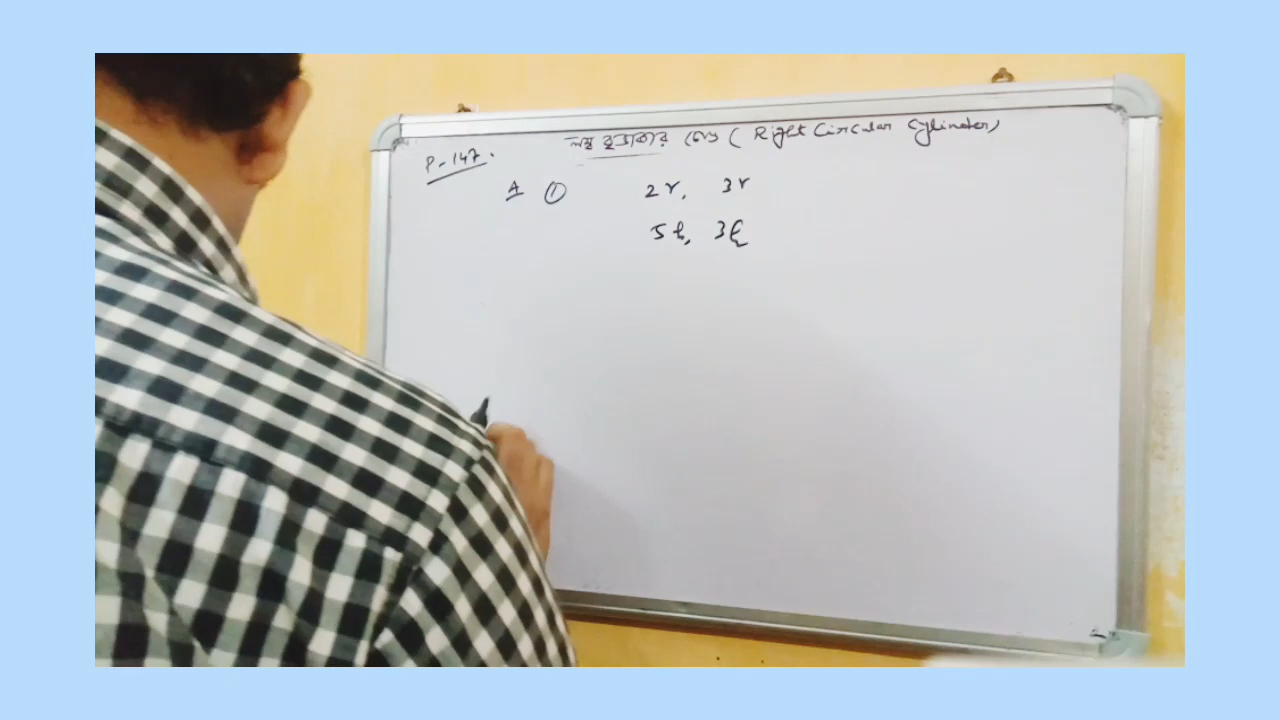 লম্ব বৃত্তাকার চোঙ ( Right Circular Cylinder)
P-147.
A ① 2r, 3r
5h, 3h